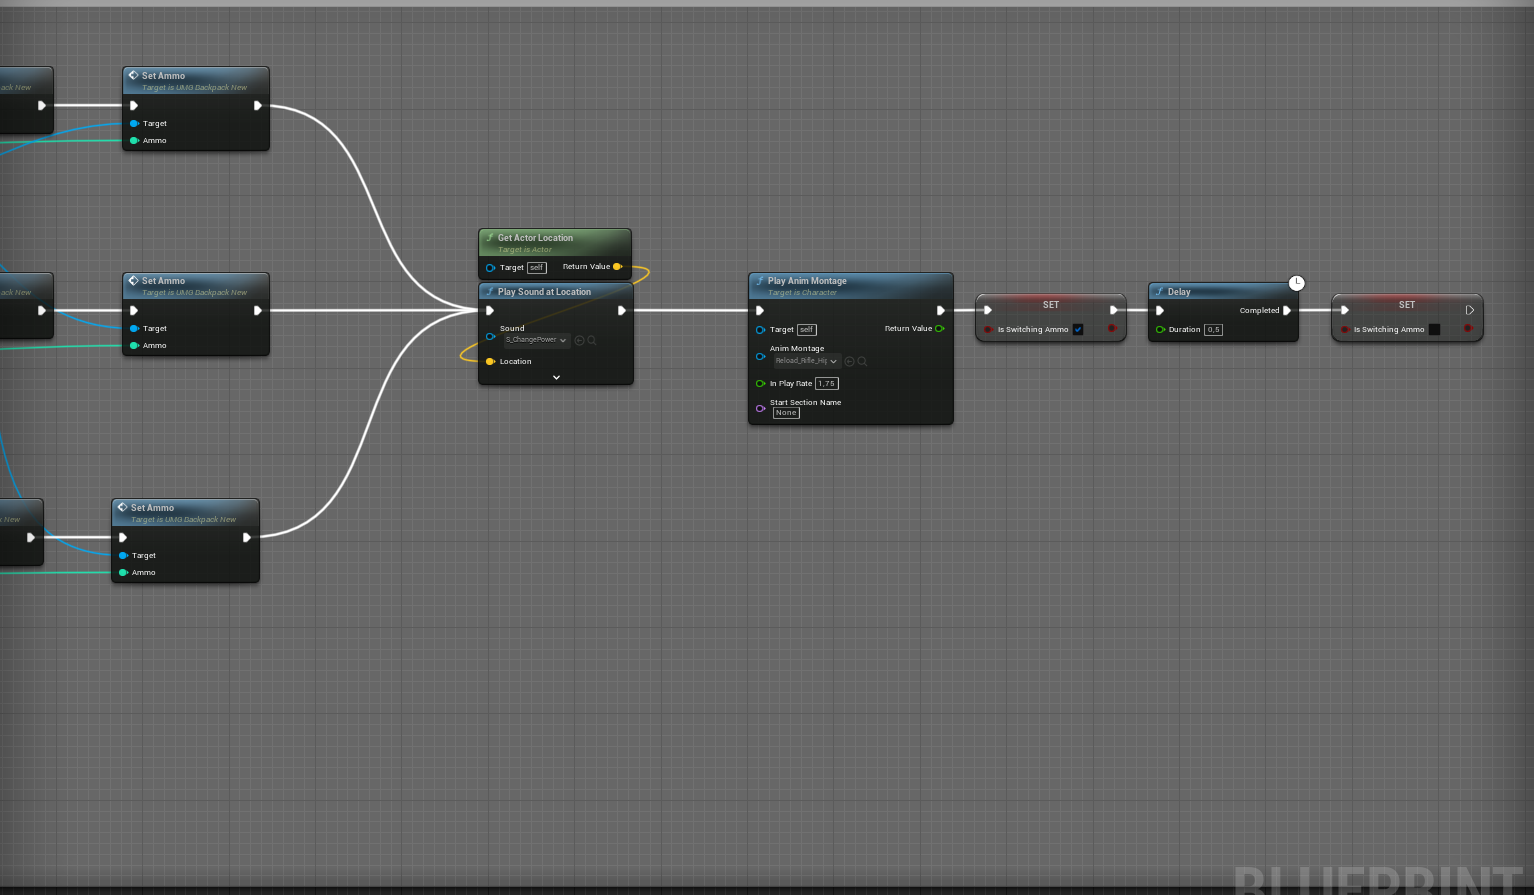 ack New
Set Ammo
Target is UMG Backpack New
Target
Ammo
Get Actor Location
Target is Actor
Target
self
Return Value
ack New
Set Ammo
Target is UMG Backpack New
Target
Ammo
Play Sound at Location
Sound
S_ChangePower
Location
Play Anim Montage
Target is Character
Target
self
Return Value
Anim Montage
Reload_Rifle_Hip
In Play Rate
1,75
Start Section Name
None
SET
Is Switching Ammo
Delay
Completed
Duration
0,5
SET
Is Switching Ammo
k New
Set Ammo
Target is UMG Backpack New
Target
Ammo
BLUEPRINT